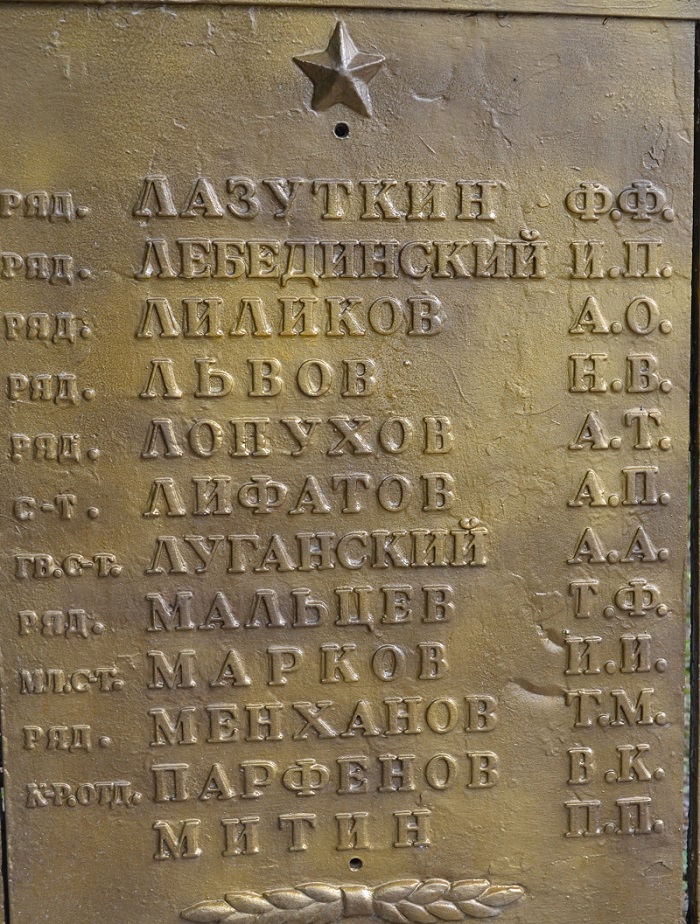 РЯД. ЛАЗУТКИН Ф.Ф.
РЯД. ЛЕБЕДИНСКИЙ И.П.
РЯД. ЛИЛИКОВ А.О.
РЯД. ЛЬВОВ Н.В.
РЯД. ЛОПУХОВ А.Т.
С-Т. ЛИФАТОВ А.П.
ГВ.С-Т. ЛУГАНСКИЙ А.А.
РЯД. МАЛЬЦЕВ Т.Ф.
МЛ.С-Т. МАРКОВ И.И.
РЯД. МЕНХАНОВ Т.М.
К-Р.ОТД. ПАРФЕНОВ В.К.
МИТИН П.П.